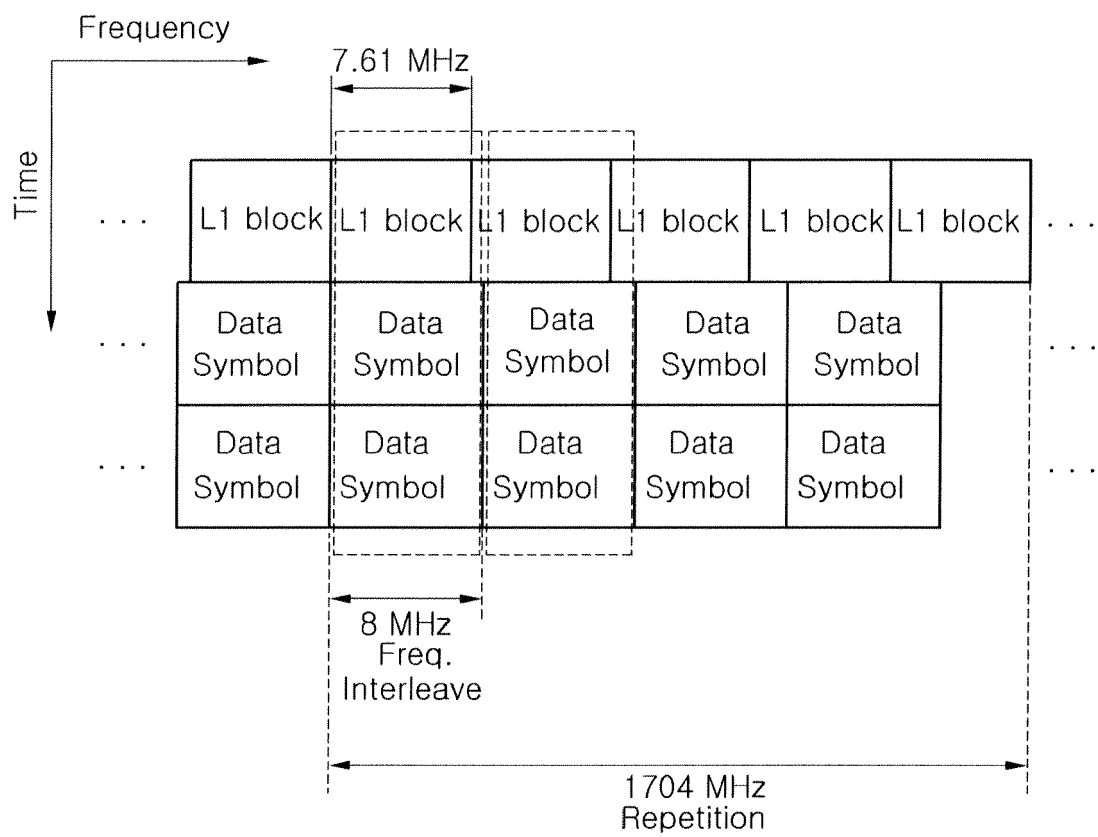 Frequency
7.61 MHz
Time
. . . L1 block L1 block L1 block L1 block L1 block L1 block . . .
. . . Data Data Data Data Data . . .
Symbol Symbol Symbol Symbol Symbol
. . . Data Data Data Data Data . . .
Symbol Symbol Symbol Symbol Symbol
8 MHz
Freq.
Interleave
1704 MHz
Repetition